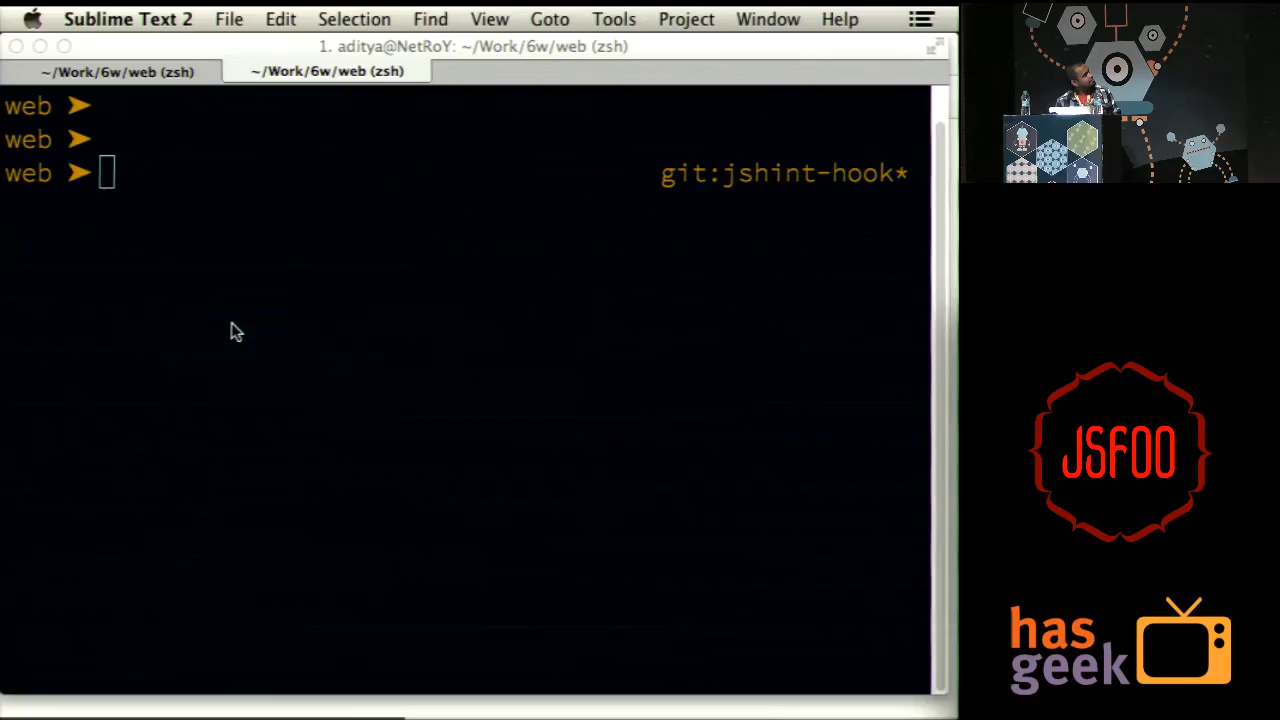 Sublime Text 2 File Edit Selection Find View Goto Tools Project Window Help
1. aditya@NetRoY: ~/Work/6w/web (zsh)
~/Work/6w/web (zsh) ~/Work/6w/web (zsh)
web ➤
web ➤
web ➤ git:jshint-hook*
JSFOO
has
geek